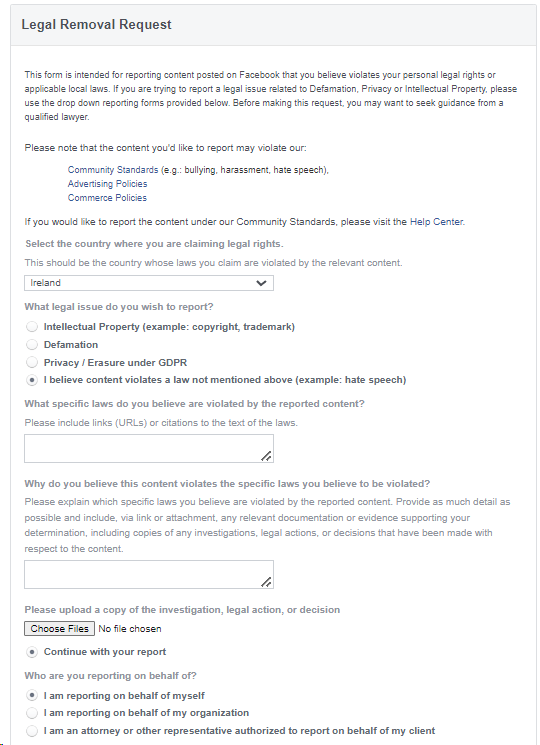 Legal Removal Request
This form is intended for reporting content posted on Facebook that you believe violates your personal legal rights or
applicable local laws. If you are trying to report a legal issue related to Defamation, Privacy or Intellectual Property, please
use the drop down reporting forms provided below. Before making this request, you may want to seek guidance from a
qualified lawyer.
Please note that the content you'd like to report may violate our:
Community Standards (e.g.: bullying, harassment, hate speech),
Advertising Policies
Commerce Policies
If you would like to report the content under our Community Standards, please visit the Help Center.
Select the country where you are claiming legal rights.
This should be the country whose laws you claim are violated by the relevant content.
Ireland
What legal issue do you wish to report?
Intellectual Property (example: copyright, trademark)
Defamation
Privacy / Erasure under GDPR
I believe content violates a law not mentioned above (example: hate speech)
What specific laws do you believe are violated by the reported content?
Please include links (URLs) or citations to the text of the laws.
Why do you believe this content violates the specific laws you believe to be violated?
Please explain which specific laws you believe are violated by the reported content. Provide as much detail as
possible and include, via link or attachment, any relevant documentation or evidence supporting your
determination, including copies of any investigations, legal actions, or decisions that have been made with
respect to the content.
Please upload a copy of the investigation, legal action, or decision
Choose Files No file chosen
Continue with your report
Who are you reporting on behalf of?
I am reporting on behalf of myself
I am reporting on behalf of my organization
I am an attorney or other representative authorized to report on behalf of my client